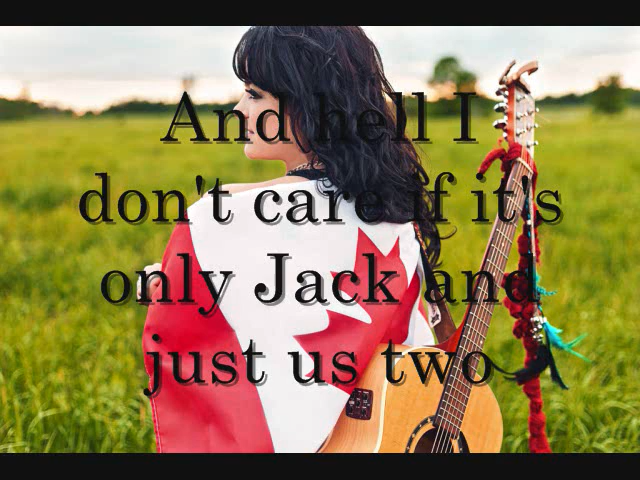 And hell I
don't care if it's
only Jack and
just us two